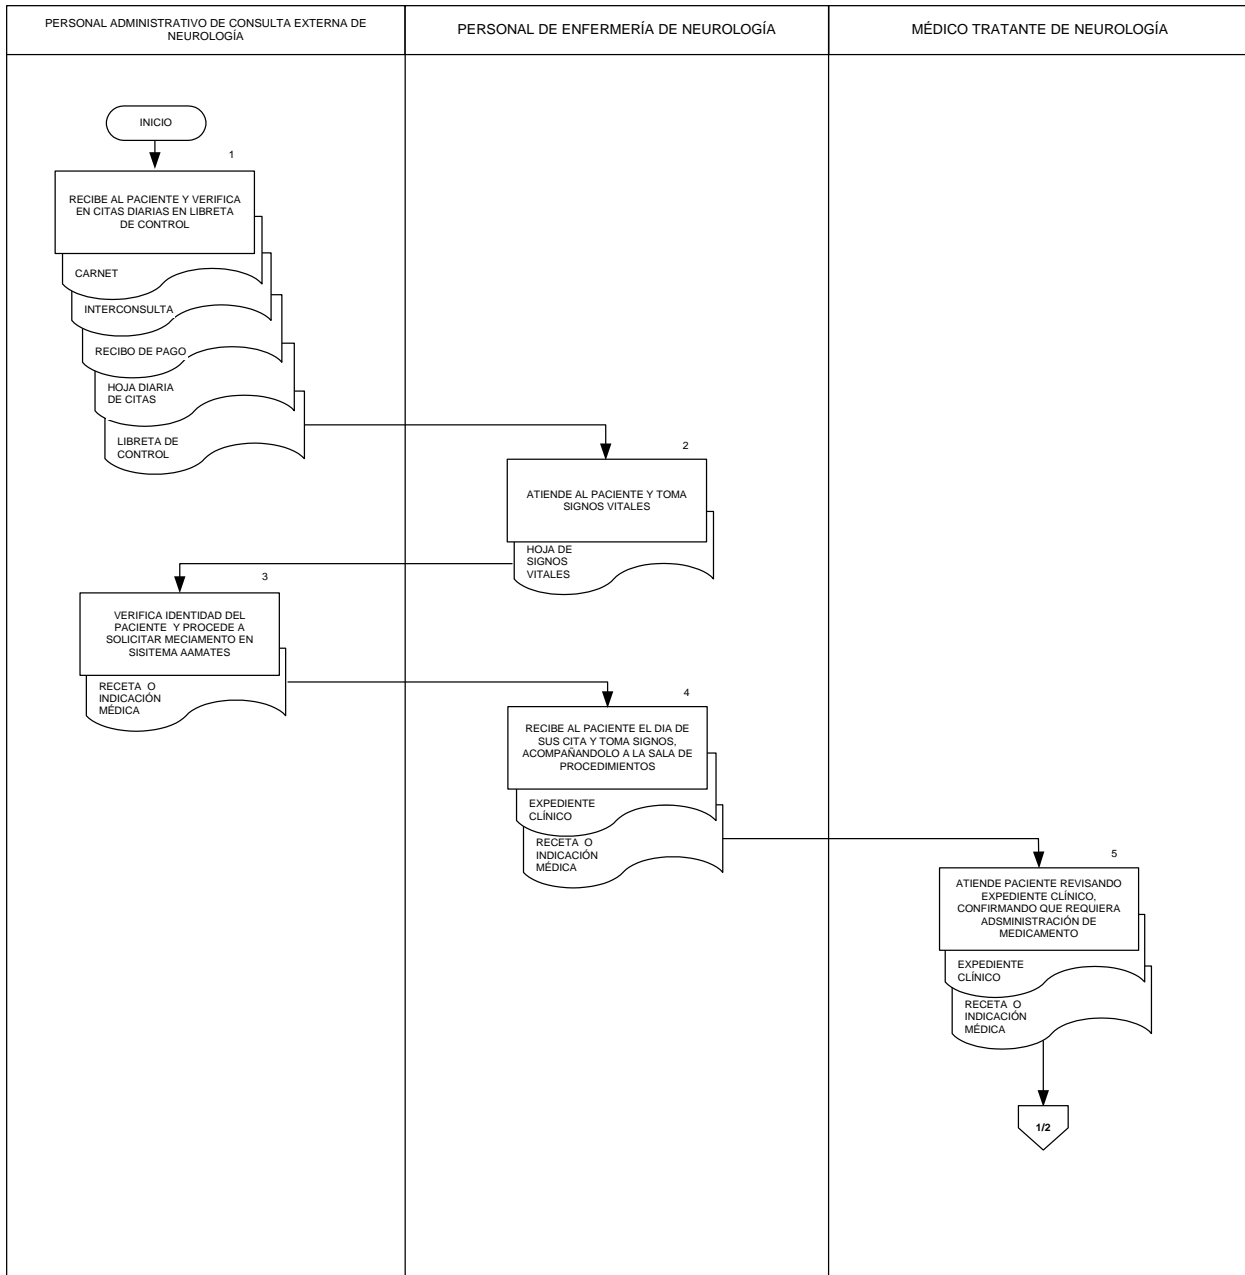 PERSONAL ADMINISTRATIVO DE CONSULTA EXTERNA DE
NEUROLOGÍA
PERSONAL DE ENFERMERÍA DE NEUROLOGÍA
MÉDICO TRATANTE DE NEUROLOGÍA
INICIO
1
RECIBE AL PACIENTE Y VERIFICA
EN CITAS DIARIAS EN LIBRETA
DE CONTROL
CARNET
INTERCONSULTA
RECIBO DE PAGO
HOJA DIARIA
DE CITAS
LIBRETA DE
CONTROL
2
ATIENDE AL PACIENTE Y TOMA
SIGNOS VITALES
HOJA DE
SIGNOS
VITALES
3
VERIFICA IDENTIDAD DEL
PACIENTE Y PROCEDE A
SOLICITAR MECIAMENTO EN
SISITEMA AAMATES
RECETA O
INDICACIÓN
MÉDICA
4
RECIBE AL PACIENTE EL DIA DE
SUS CITA Y TOMA SIGNOS,
ACOMPAÑANDOLO A LA SALA DE
PROCEDIMIENTOS
EXPEDIENTE
CLÍNICO
RECETA O
INDICACIÓN
MÉDICA
5
ATIENDE PACIENTE REVISANDO
EXPEDIENTE CLÍNICO,
CONFIRMANDO QUE REQUIERA
ADSMINISTRACIÓN DE
MEDICAMENTO
EXPEDIENTE
CLÍNICO
RECETA O
INDICACIÓN
MÉDICA
1/2